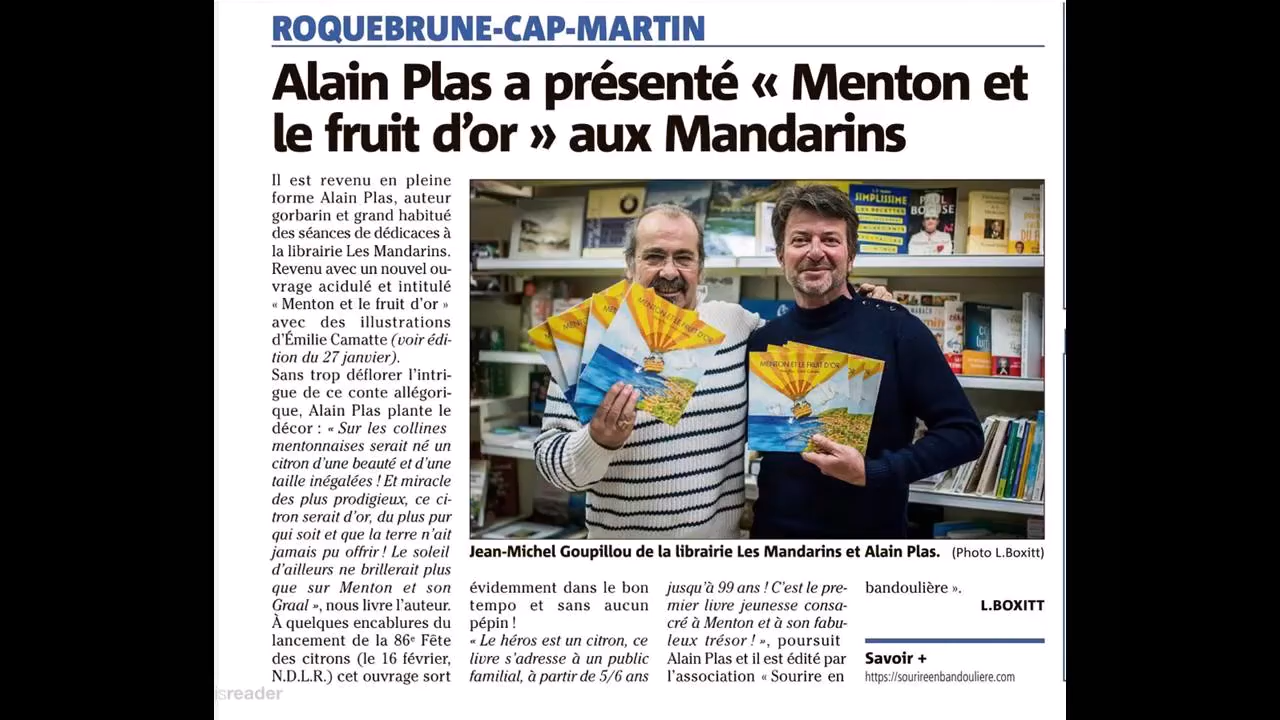 ROQUEBRUNE-CAP-MARTIN
Alain Plas a présenté « Menton et
le fruit d'or » aux Mandarins
Il est revenu en pleine
forme Alain Plas, auteur
gorbarin et grand habitué
des séances de dédicaces à
la librairie Les Mandarins.
Revenu avec un nouvel ou-
vrage acidulé et intitulé
« Menton et le fruit d'or »
avec des illustrations
d'Émilie Camatte (voir édi-
tion du 27 janvier).
Sans trop déflorer l'intri-
gue de ce conte allégori-
que, Alain Plas plante le
décor : « Sur les collines
mentonnaises serait né un
citron d'une beauté et d'une
taille inégalées ! Et miracle
des plus prodigieux, ce ci-
tron serait d'or, du plus pur
qui soit et que la terre n'ait
jamais pu offrir ! Le soleil
d'ailleurs ne brillerait plus
que sur Menton et son
Graal », nous livre l'auteur.
À quelques encablures du
lancement de la 86e Fête
des citrons (le 16 février,
N.D.L.R.) cet ouvrage sort
SIMPLISSIME
LES RECETTES
PAUL
BOCUSE
MENTON ET LE FRUIT D'OR
MENTON ET LE FRUIT D'OR
Jean-Michel Goupillou de la librairie Les Mandarins et Alain Plas. (Photo L.Boxitt)
évidemment dans le bon
tempo et sans aucun
pépin !
« Le héros est un citron, ce
livre s'adresse à un public
familial, à partir de 5/6 ans
jusqu'à 99 ans ! C'est le pre-
mier livre jeunesse consa-
cré à Menton et à son fabu-
leux trésor ! », poursuit
Alain Plas et il est édité par
l'association « Sourire en
bandoulière ».
L.BOXITT
Savoir +
https://sourireenbandouliere.com
isreader